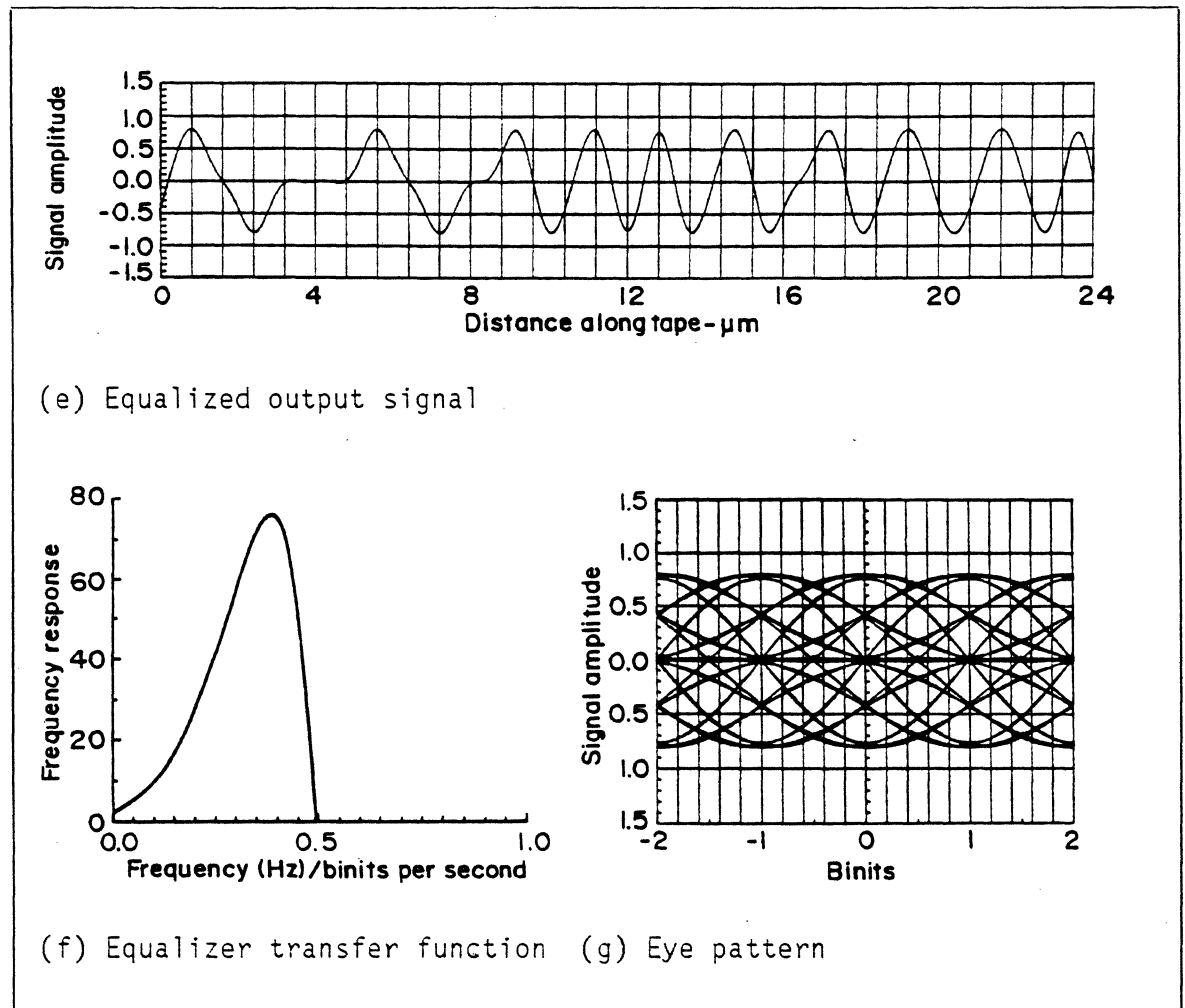 1.5
1.0
0.5
0.0
-0.5
-1.0
-1.5
Signal amplitude
0 4 8 12 16 20 24
Distance along tape-μm
(e) Equalized output signal
80
60
40
20
0
Frequency response
0.0 0.5 1.0
Frequency (Hz)/binits per second
1.5
1.0
0.5
0.0
0.5
1.0
1.5
Signal amplitude
-2 -1 0 1 2
Binits
(f) Equalizer transfer function (g) Eye pattern